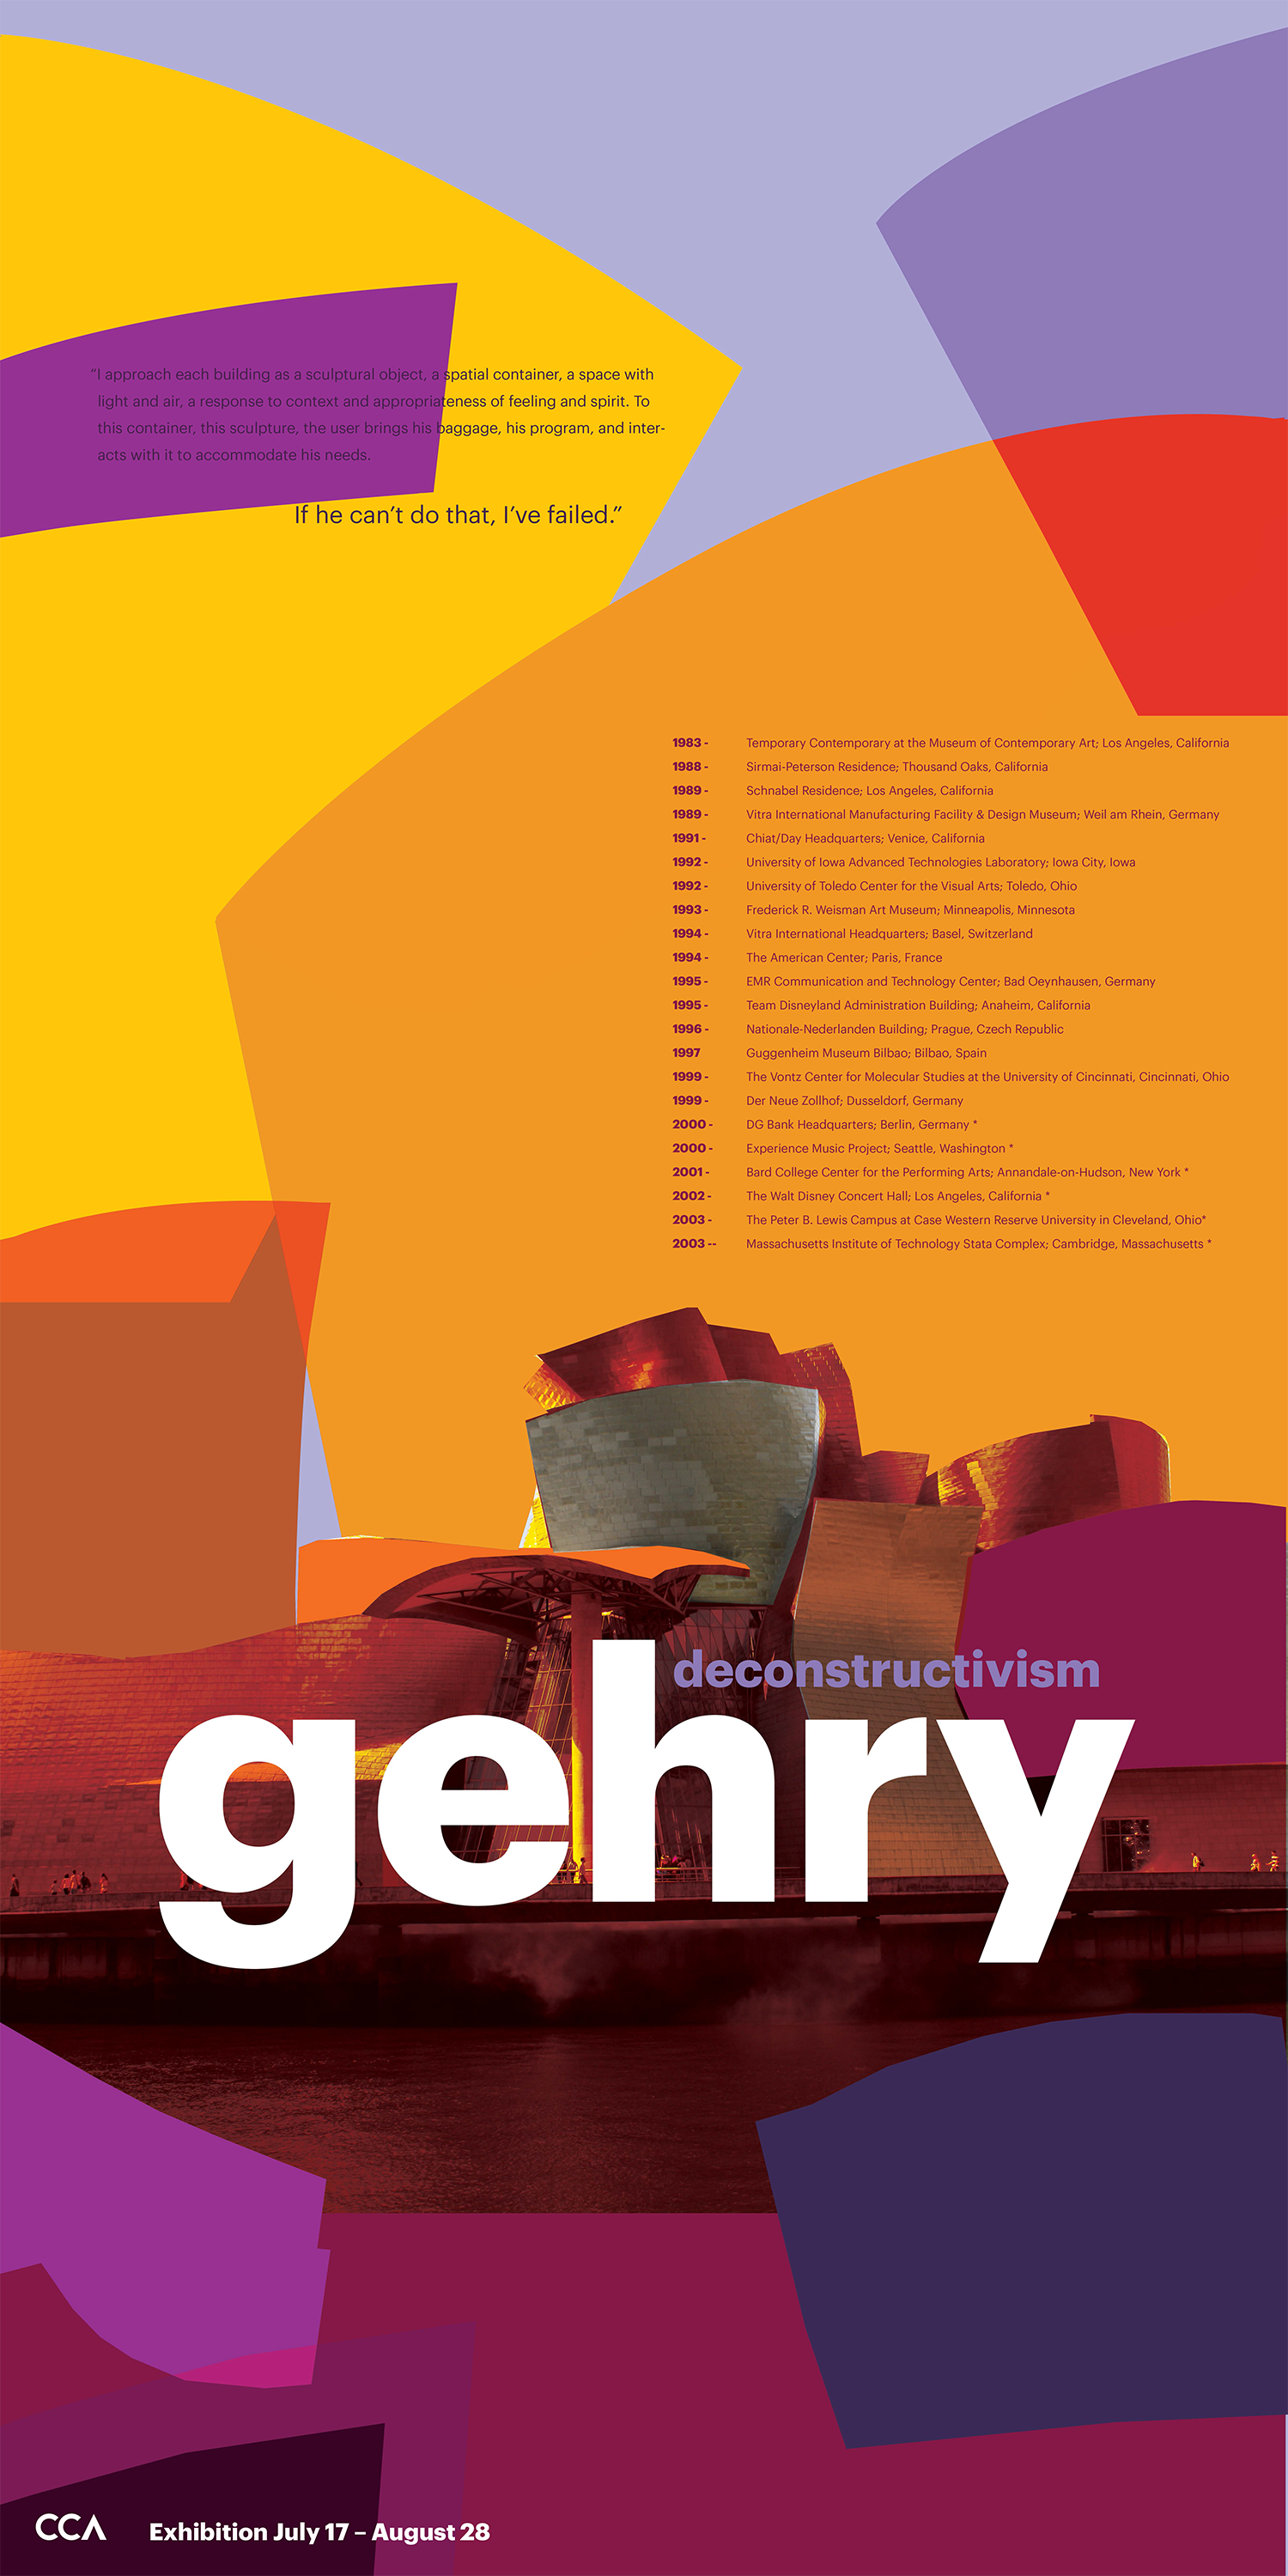 “I approach each building as a sculptural object, a spatial container, a space with
light and air, a response to context and appropriateness of feeling and spirit. To
this container, this sculpture, the user brings his baggage, his program, and inter-
acts with it to accommodate his needs.
If he can’t do that, I’ve failed.”
1983 - Temporary Contemporary at the Museum of Contemporary Art; Los Angeles, California
1988 - Sirmai-Peterson Residence; Thousand Oaks, California
1989 - Schnabel Residence; Los Angeles, California
1989 - Vitra International Manufacturing Facility & Design Museum; Weil am Rhein, Germany
1991 - Chiat/Day Headquarters; Venice, California
1992 - University of Iowa Advanced Technologies Laboratory; Iowa City, Iowa
1992 - University of Toledo Center for the Visual Arts; Toledo, Ohio
1993 - Frederick R. Weisman Art Museum; Minneapolis, Minnesota
1994 - Vitra International Headquarters; Basel, Switzerland
1994 - The American Center; Paris, France
1995 - EMR Communication and Technology Center; Bad Oeynhausen, Germany
1995 - Team Disneyland Administration Building; Anaheim, California
1996 - Nationale-Nederlanden Building; Prague, Czech Republic
1997 Guggenheim Museum Bilbao; Bilbao, Spain
1999 - The Vontz Center for Molecular Studies at the University of Cincinnati, Cincinnati, Ohio
1999 - Der Neue Zollhof; Dusseldorf, Germany
2000 - DG Bank Headquarters; Berlin, Germany *
2000 - Experience Music Project; Seattle, Washington *
2001 - Bard College Center for the Performing Arts; Annandale-on-Hudson, New York *
2002 - The Walt Disney Concert Hall; Los Angeles, California *
2003 - The Peter B. Lewis Campus at Case Western Reserve University in Cleveland, Ohio*
2003 -- Massachusetts Institute of Technology Stata Complex; Cambridge, Massachusetts *
deconstructivism
gehry
CCA Exhibition July 17 – August 28